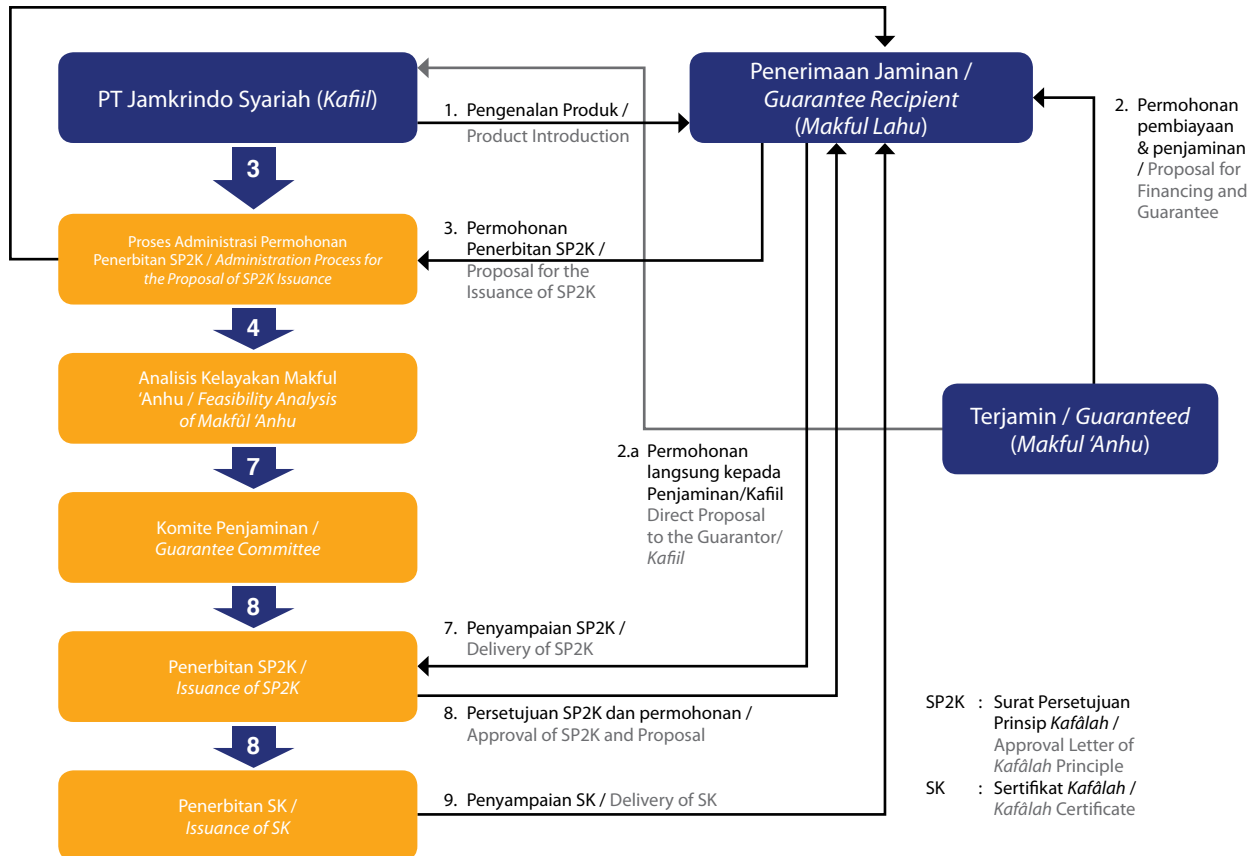 PT Jamkrindo Syariah (Kafiil)
1. Pengenalan Produk /
Product Introduction
Penerimaan Jaminan /
Guarantee Recipient
(Makful Lahu)
2. Permohonan
pembiayaan
& penjaminan
/ Proposal for
Financing and
Guarantee
3
Proses Administrasi Permohonan
Penerbitan SP2K / Administration Process for
the Proposal of SP2K Issuance
3. Permohonan
Penerbitan SP2K /
Proposal for the
Issuance of SP2K
4
Analisis Kelayakan Makful
‘Anhu / Feasibility Analysis
of Makfûl ‘Anhu
Terjamin / Guaranteed
(Makful ‘Anhu)
2.a Permohonan
langsung kepada
Penjaminan/Kafiil
Direct Proposal
to the Guarantor/
Kafiil
7
Komite Penjaminan /
Guarantee Committee
8
7. Penyampaian SP2K /
Delivery of SP2K
Penerbitan SP2K /
Issuance of SP2K
8. Persetujuan SP2K dan permohonan /
Approval of SP2K and Proposal
8
Penerbitan SK /
Issuance of SK
9. Penyampaian SK / Delivery of SK
SP2K : Surat Persetujuan
Prinsip Kafâlah /
Approval Letter of
Kafâlah Principle
SK : Sertifikat Kafâlah /
Kafâlah Certificate